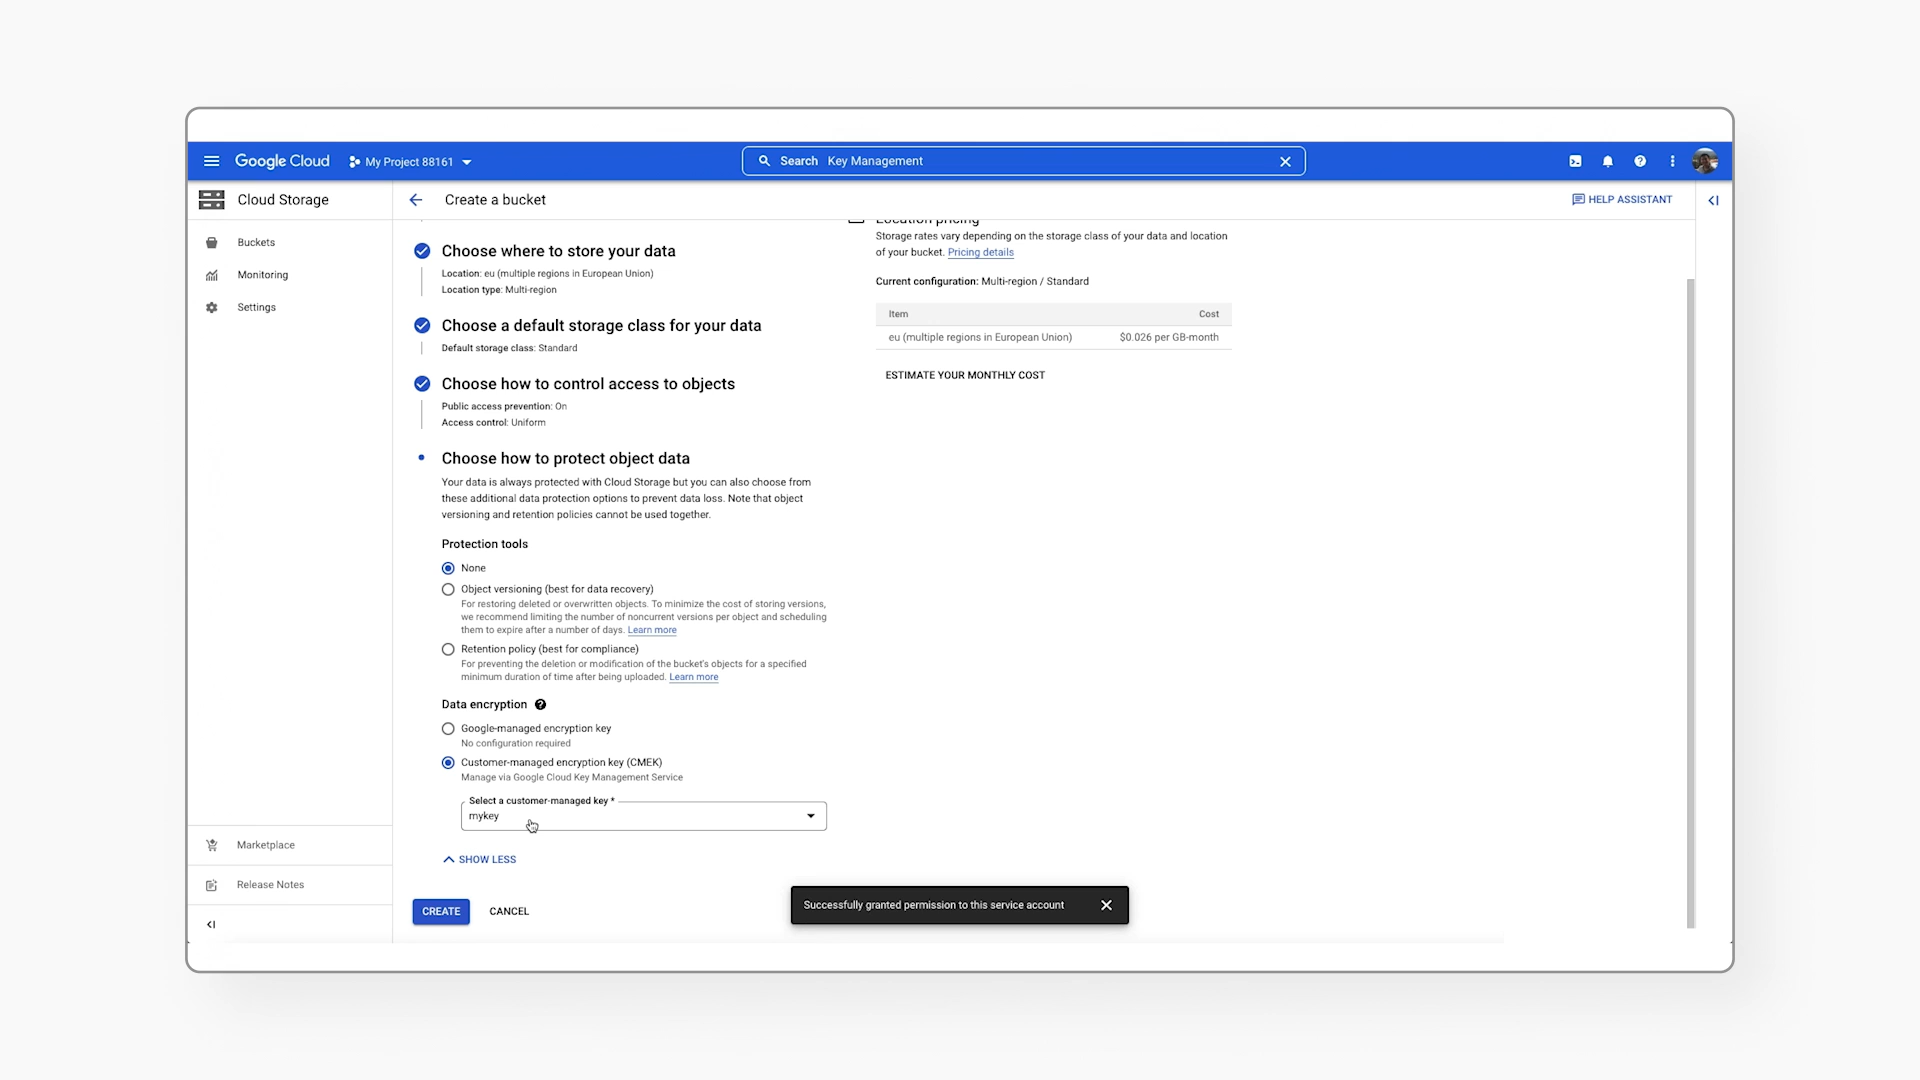 Google Cloud
My Project 88161
Search Key Management
Cloud Storage
Create a bucket
HELP ASSISTANT
Buckets
Monitoring
Settings
Marketplace
Release Notes
Choose where to store your data
Location: eu (multiple regions in European Union)
Location type: Multi-region
Choose a default storage class for your data
Default storage class: Standard
Choose how to control access to objects
Public access prevention: On
Access control: Uniform
Choose how to protect object data
Your data is always protected with Cloud Storage but you can also choose from
these additional data protection options to prevent data loss. Note that object
versioning and retention policies cannot be used together.
Protection tools
None
Object versioning (best for data recovery)
For restoring deleted or overwritten objects. To minimize the cost of storing versions,
we recommend limiting the number of noncurrent versions per object and scheduling
them to expire after a number of days. Learn more
Retention policy (best for compliance)
For preventing the deletion or modification of the bucket's objects for a specified
minimum duration of time after being uploaded. Learn more
Data encryption
Google-managed encryption key
No configuration required
Customer-managed encryption key (CMEK)
Manage via Google Cloud Key Management Service
Select a customer-managed key *
mykey
SHOW LESS
CREATE CANCEL
Location pricing
Storage rates vary depending on the storage class of your data and location
of your bucket. Pricing details
Current configuration: Multi-region / Standard
Item Cost
eu (multiple regions in European Union) $0.026 per GB-month
ESTIMATE YOUR MONTHLY COST
Successfully granted permission to this service account